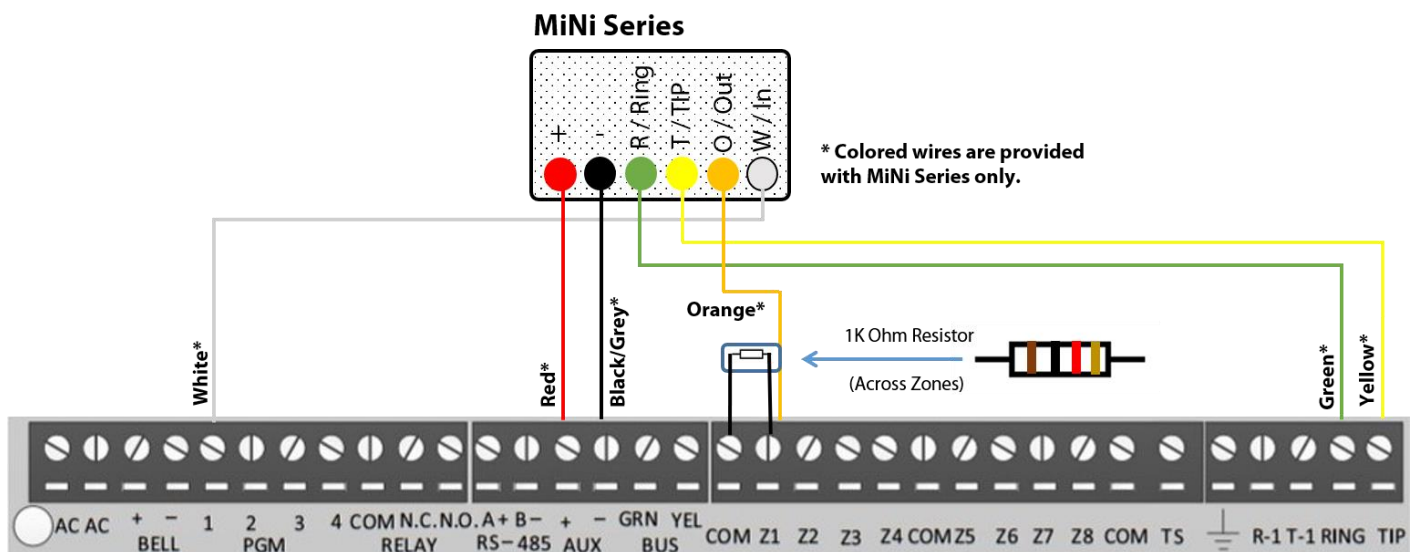 MiNi Series
+
-
R / Ring
T / TIP
O / Out
W / In
* Colored wires are provided
with MiNi Series only.
White*
Red*
Black/Grey*
Orange*
1K Ohm Resistor
(Across Zones)
Green*
Yellow*
AC AC + − 1 2 3 4 COM N.C. N.O. A+ B− + − GRN YEL COM Z1 Z2 Z3 Z4 COM Z5 Z6 Z7 Z8 COM TS R-1 T-1 RING TIP
BELL PGM RELAY RS−485 AUX BUS